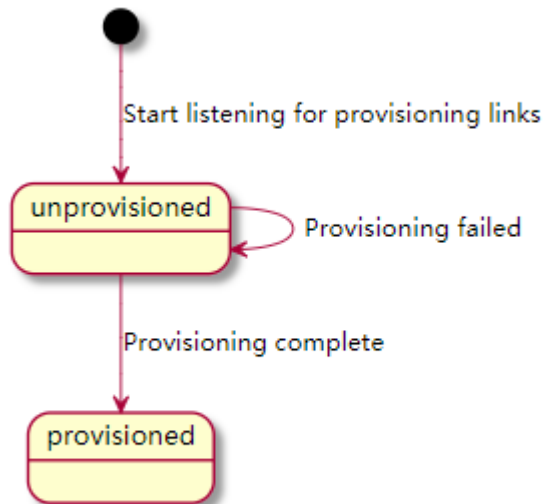 Start listening for provisioning links
unprovisioned
Provisioning failed
Provisioning complete
provisioned